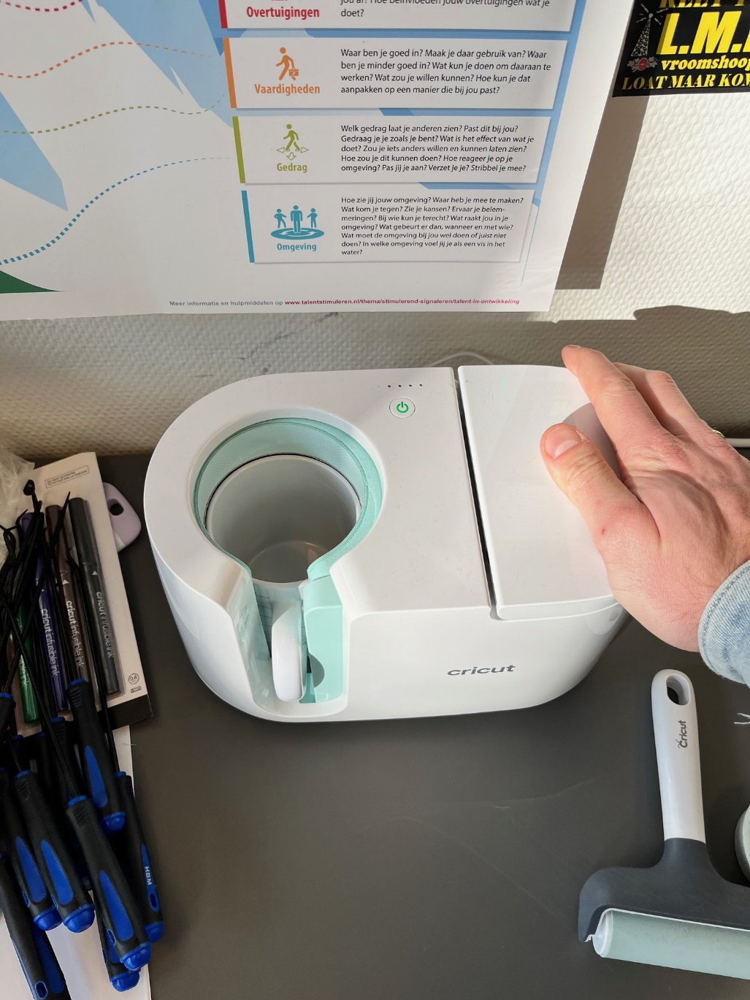 jouw overtuigingen wat je
Overtuigingen
doet?
Waar ben je goed in? Maak je daar gebruik van? Waar
ben je minder goed in? Wat kun je doen om daaraan te
werken? Wat zou je willen kunnen? Hoe kun je dat
aanpakken op een manier die bij jou past?
Vaardigheden
Welk gedrag laat je anderen zien? Past dit bij jou?
Gedraag je je zoals je bent? Wat is het effect van wat je
doet? Zou je iets anders willen en kunnen laten zien?
Hoe zou je dit kunnen doen? Hoe reageer je op je
omgeving? Pas jij je aan? Verzet je je? Stribbel je mee?
Gedrag
Hoe zie jij jouw omgeving? Waar heb je mee te maken?
Wat kom je tegen? Zie je kansen? Ervaar je belem-
meringen? Bij wie kun je terecht? Wat raakt jou in je
omgeving? Wat gebeurt er dan, wanneer en met wie?
Wat moet de omgeving bij jou wel doen of juist niet
doen? In welke omgeving voel jij je als een vis in het
water?
Omgeving
Meer informatie en hulpmiddelen op www.talentstimuleren.nl/thema/stimulerend-signaleren/talent-in-ontwikkeling
L.M.
vroomshoop
LOAT MAAR KOM
cricut
Cricut
cricut infusible ink
cricut infusible ink
cricut infusible ink
HBM